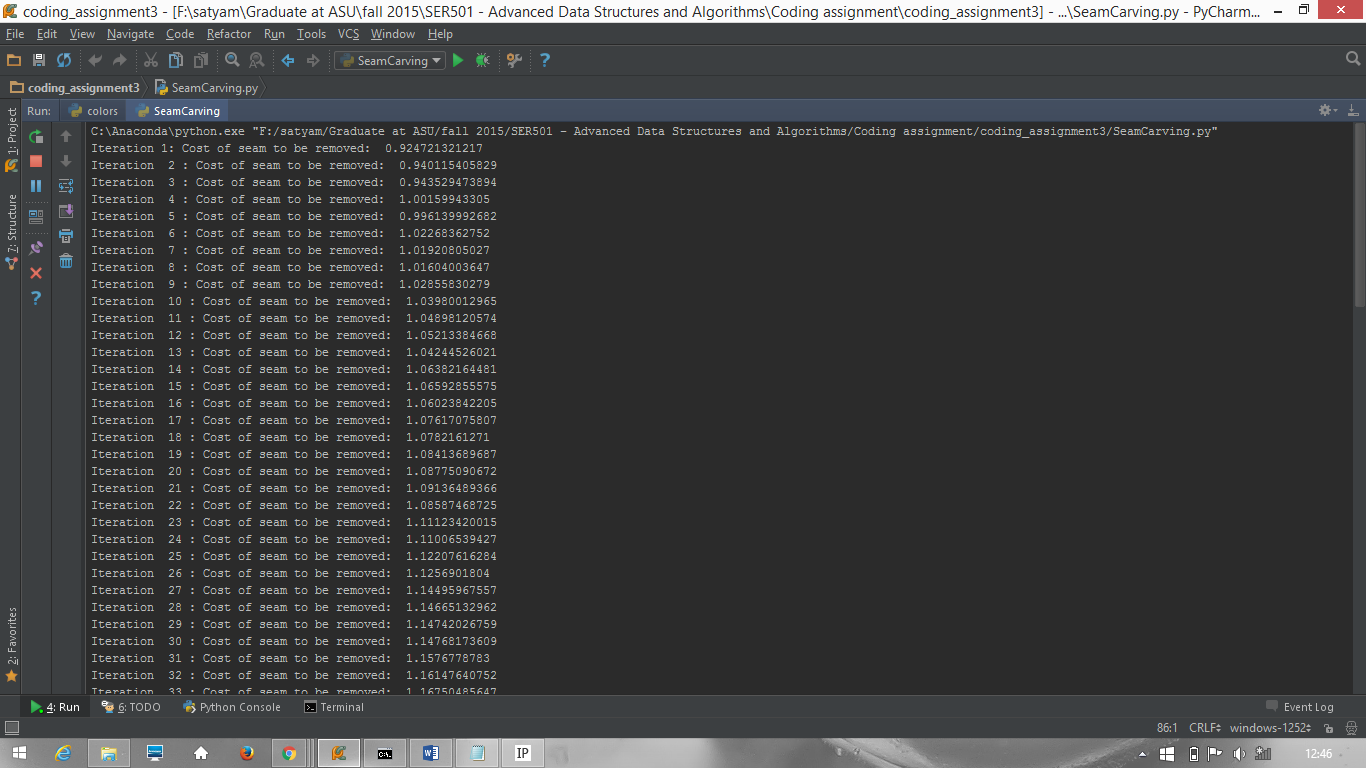 coding_assignment3 - [F:\satyam\Graduate at ASU\fall 2015\SER501 - Advanced Data Structures and Algorithms\Coding assignment\coding_assignment3] - ...\SeamCarving.py - PyCharm...
File Edit View Navigate Code Refactor Run Tools VCS Window Help
SeamCarving
coding_assignment3 SeamCarving.py
Run: colors SeamCarving
1: Project
7: Structure
2: Favorites
C:\Anaconda\python.exe "F:/satyam/Graduate at ASU/fall 2015/SER501 - Advanced Data Structures and Algorithms/Coding assignment/coding_assignment3/SeamCarving.py"
Iteration 1: Cost of seam to be removed:  0.924721321217
Iteration  2 : Cost of seam to be removed:  0.940115405829
Iteration  3 : Cost of seam to be removed:  0.943529473894
Iteration  4 : Cost of seam to be removed:  1.00159943305
Iteration  5 : Cost of seam to be removed:  0.996139992682
Iteration  6 : Cost of seam to be removed:  1.02268362752
Iteration  7 : Cost of seam to be removed:  1.01920805027
Iteration  8 : Cost of seam to be removed:  1.01604003647
Iteration  9 : Cost of seam to be removed:  1.02855830279
Iteration  10 : Cost of seam to be removed:  1.03980012965
Iteration  11 : Cost of seam to be removed:  1.04898120574
Iteration  12 : Cost of seam to be removed:  1.05213384668
Iteration  13 : Cost of seam to be removed:  1.04244526021
Iteration  14 : Cost of seam to be removed:  1.06382164481
Iteration  15 : Cost of seam to be removed:  1.06592855575
Iteration  16 : Cost of seam to be removed:  1.06023842205
Iteration  17 : Cost of seam to be removed:  1.07617075807
Iteration  18 : Cost of seam to be removed:  1.0782161271
Iteration  19 : Cost of seam to be removed:  1.08413689687
Iteration  20 : Cost of seam to be removed:  1.08775090672
Iteration  21 : Cost of seam to be removed:  1.09136489366
Iteration  22 : Cost of seam to be removed:  1.08587468725
Iteration  23 : Cost of seam to be removed:  1.11123420015
Iteration  24 : Cost of seam to be removed:  1.11006539427
Iteration  25 : Cost of seam to be removed:  1.12207616284
Iteration  26 : Cost of seam to be removed:  1.1256901804
Iteration  27 : Cost of seam to be removed:  1.14495967557
Iteration  28 : Cost of seam to be removed:  1.14665132962
Iteration  29 : Cost of seam to be removed:  1.14742026759
Iteration  30 : Cost of seam to be removed:  1.14768173609
Iteration  31 : Cost of seam to be removed:  1.1576778783
Iteration  32 : Cost of seam to be removed:  1.16147640752
Iteration  33 : Cost of seam to be removed:  1.16750485647
4: Run 6: TODO Python Console Terminal Event Log
86:1 CRLF windows-1252
IP 12:46